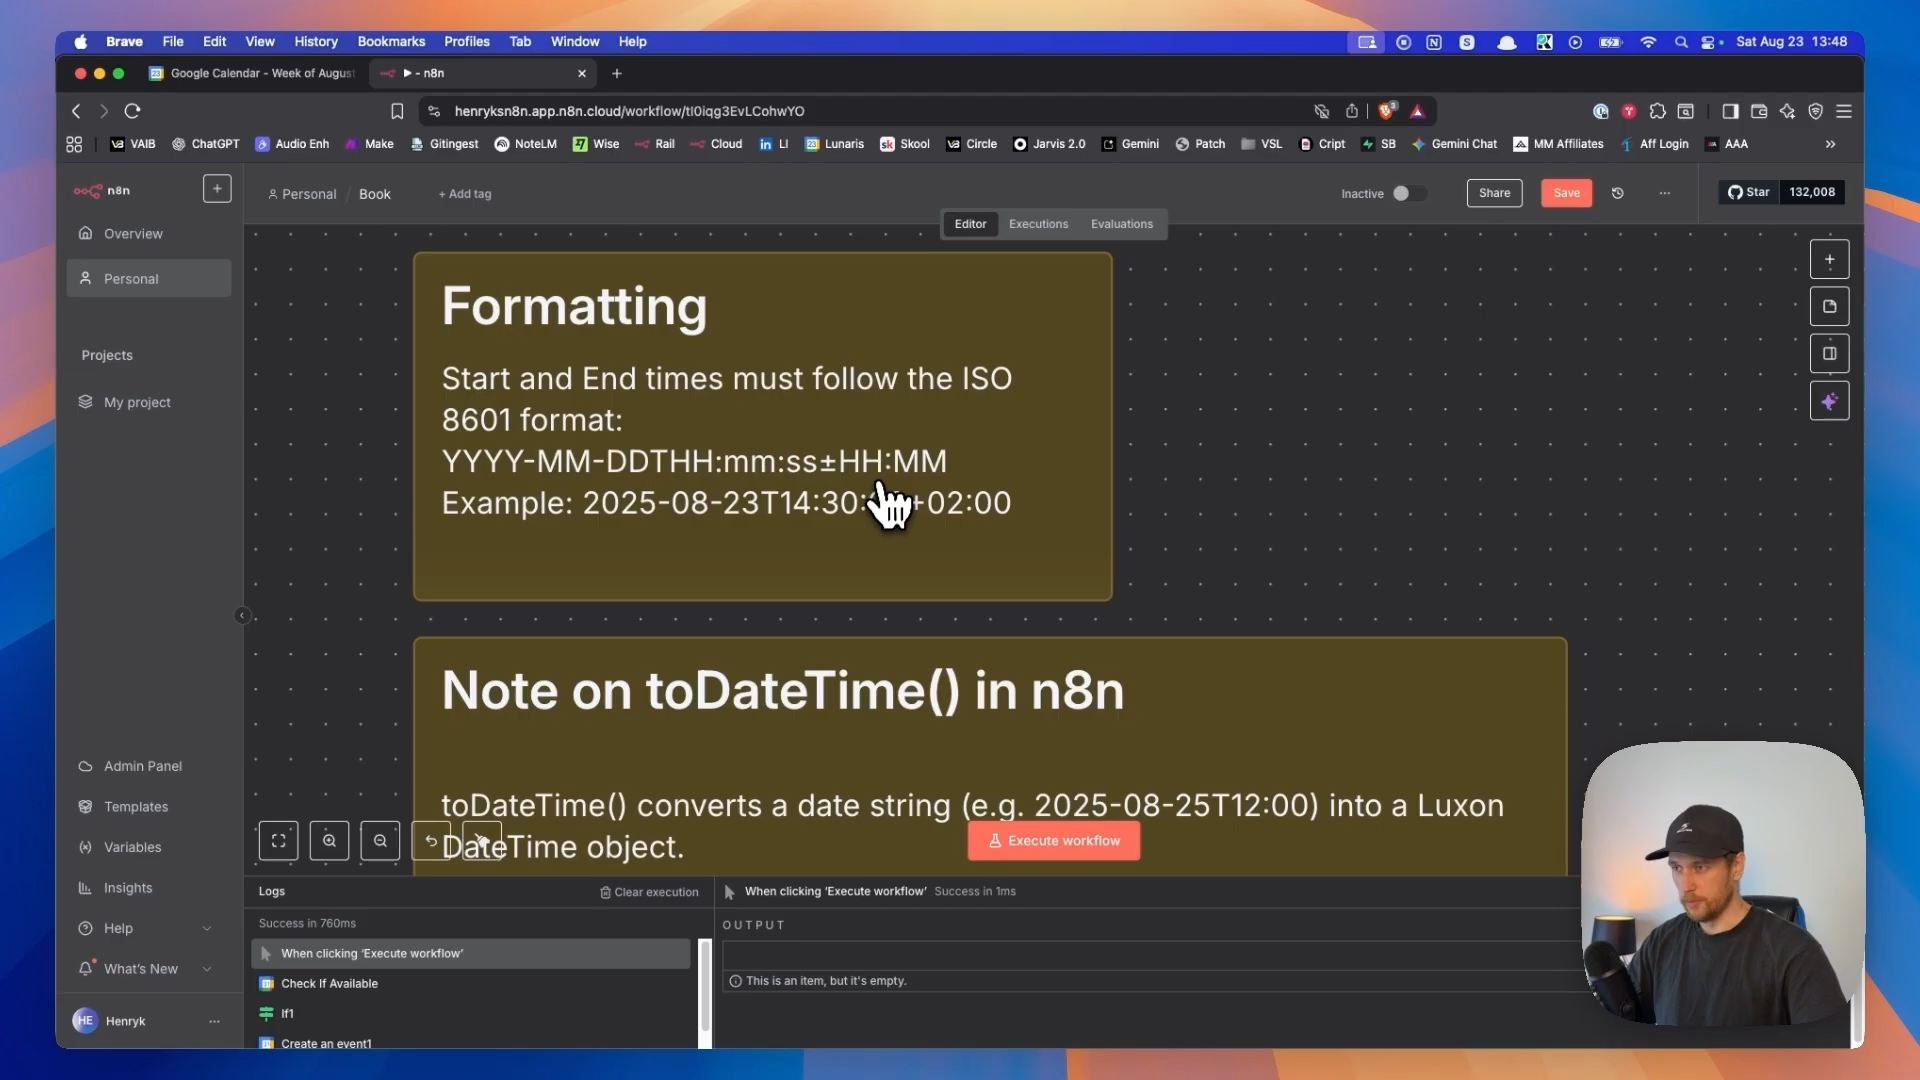 Brave File Edit View History Bookmarks Profiles Tab Window Help Sat Aug 23 13:48
Google Calendar - Week of August
- n8n
henryksn8n.app.n8n.cloud/workflow/tI0iqg3EvLCohwYO
3
VAIB ChatGPT Audio Enh Make Gitingest NoteLM Wise Rail Cloud LI Lunaris Skool Circle Jarvis 2.0 Gemini Patch VSL Cript SB Gemini Chat MM Affiliates Aff Login AAA
n8n
Personal / Book + Add tag
Inactive Share Save Star 132,008
Editor Executions Evaluations
Overview
Personal
Projects
My project
Admin Panel
Templates
Variables
Insights
Help
What's New
HE Henryk
Formatting
Start and End times must follow the ISO
8601 format:
YYYY-MM-DDTHH:mm:ss±HH:MM
Example: 2025-08-23T14:30: +02:00
Note on toDateTime() in n8n
toDateTime() converts a date string (e.g. 2025-08-25T12:00) into a Luxon
DateTime object.
Execute workflow
Logs Clear execution
Success in 760ms
When clicking ‘Execute workflow’
Check If Available
If1
Create an event1
When clicking ‘Execute workflow’ Success in 1ms
OUTPUT
This is an item, but it's empty.